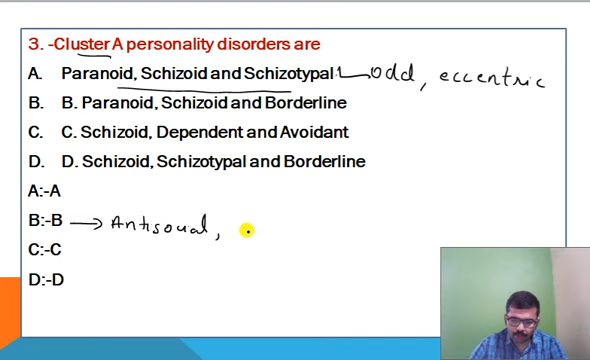 3. -Cluster A personality disorders are
A. Paranoid, Schizoid and Schizotypal odd, eccentric
B. B. Paranoid, Schizoid and Borderline
C. C. Schizoid, Dependent and Avoidant
D. D. Schizoid, Schizotypal and Borderline
A:-A
B:-B → Antisocial,
C:-C
D:-D